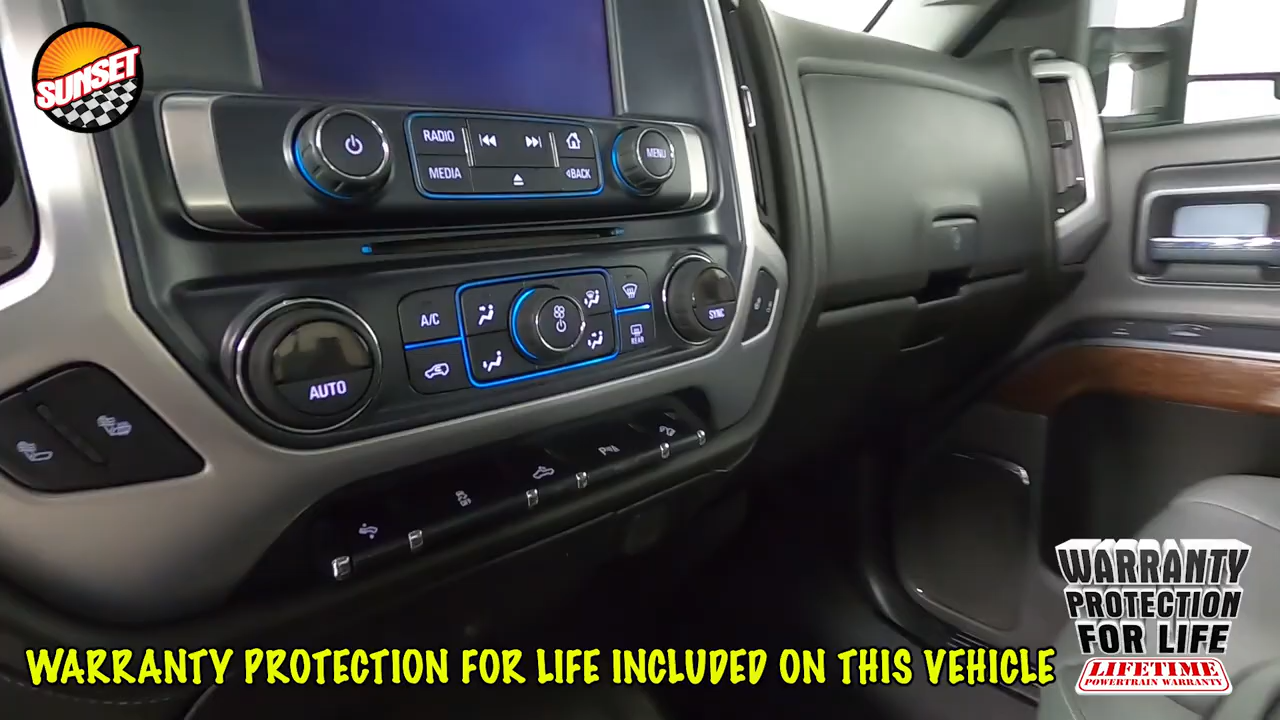 SUNSET
RADIO
MEDIA
BACK
MENU
A/C
AUTO
REAR
SYNC
WARRANTY
PROTECTION
FOR LIFE
LIFETIME
POWERTRAIN WARRANTY
WARRANTY PROTECTION FOR LIFE INCLUDED ON THIS VEHICLE